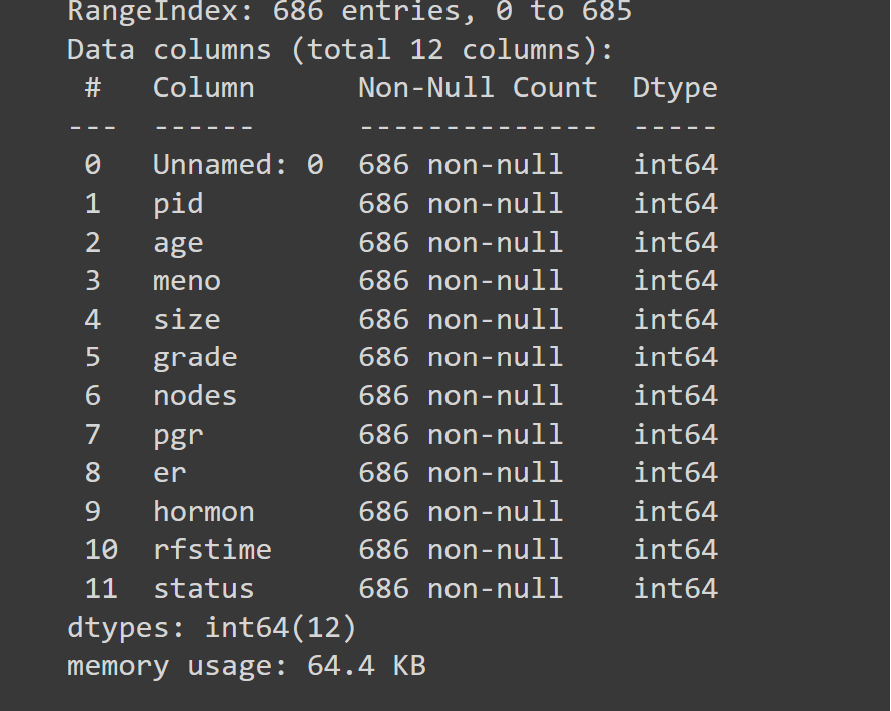 RangeIndex: 686 entries, 0 to 685
Data columns (total 12 columns):
 #   Column      Non-Null Count  Dtype
---  ------      --------------  -----
 0   Unnamed: 0  686 non-null    int64
 1   pid         686 non-null    int64
 2   age         686 non-null    int64
 3   meno        686 non-null    int64
 4   size        686 non-null    int64
 5   grade       686 non-null    int64
 6   nodes       686 non-null    int64
 7   pgr         686 non-null    int64
 8   er          686 non-null    int64
 9   hormon      686 non-null    int64
 10  rfstime     686 non-null    int64
 11  status      686 non-null    int64
dtypes: int64(12)
memory usage: 64.4 KB